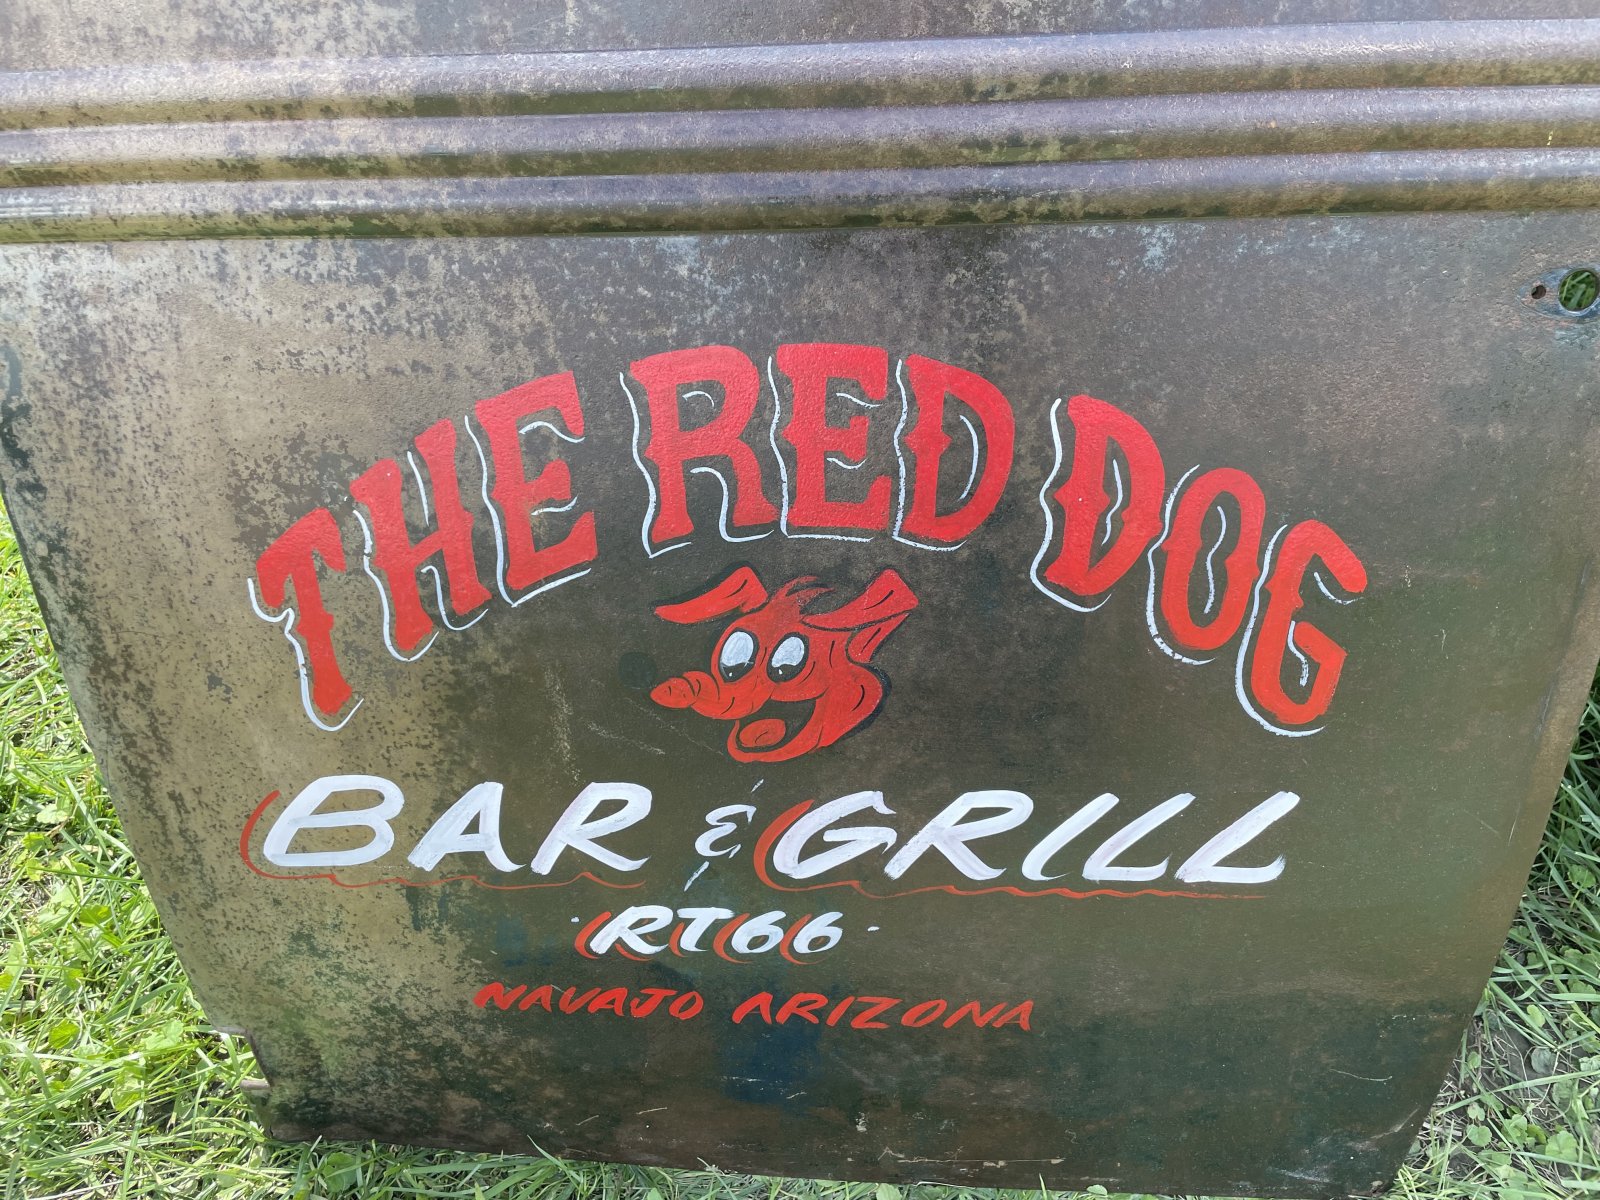 THE RED DOG
BAR & GRILL
· RT66 ·
NAVAJO ARIZONA